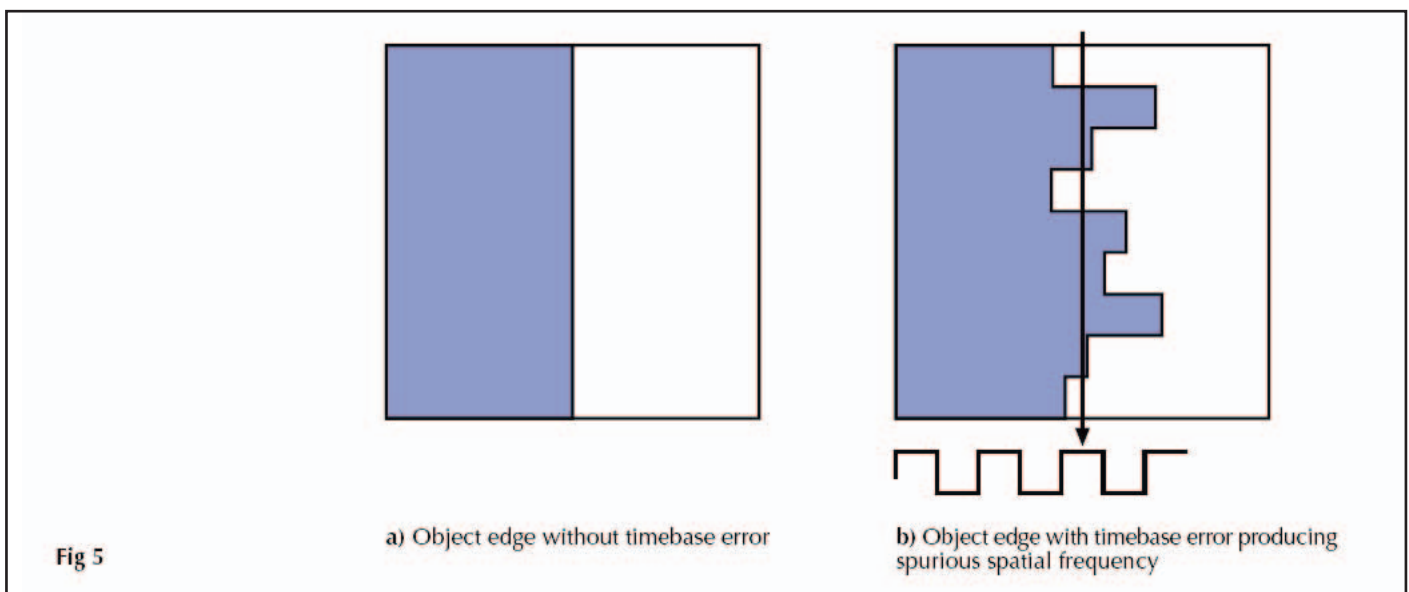 a) Object edge without timebase error
b) Object edge with timebase error producing
spurious spatial frequency
Fig 5